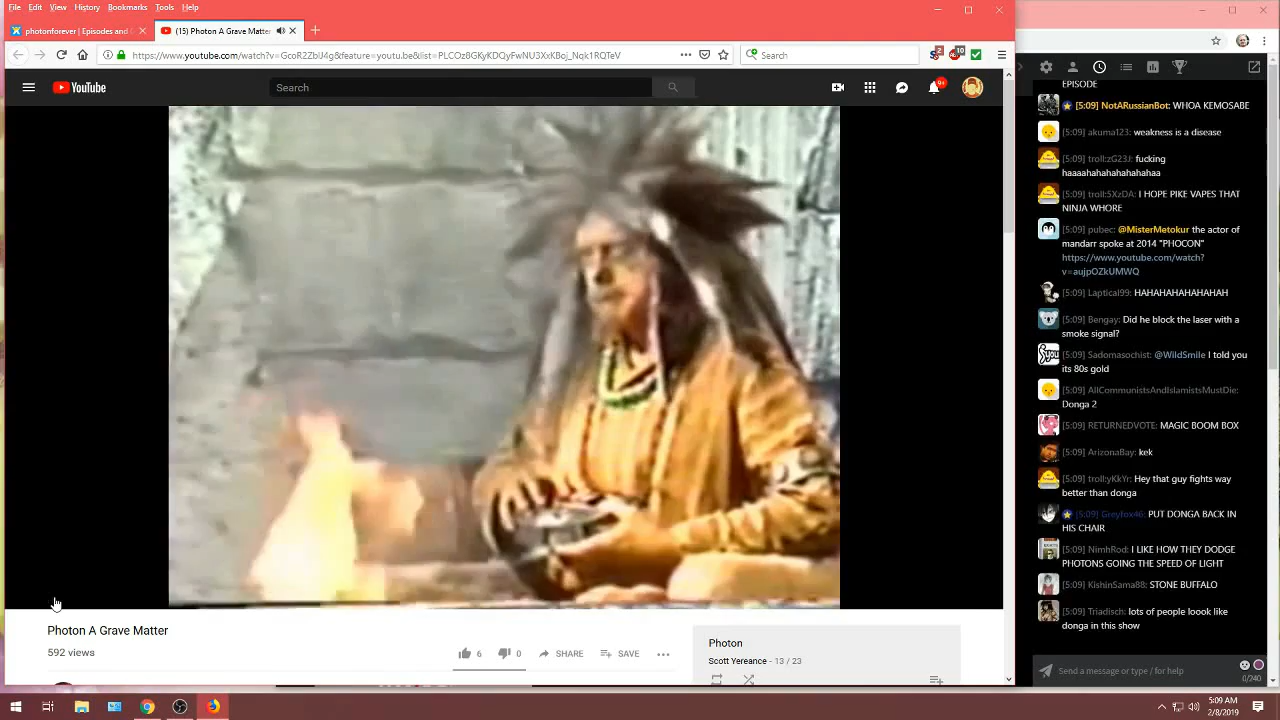 File Edit View History Bookmarks Tools Help
photonforever | Episodes and
(15) Photon A Grave Matter
https://www.youtube.com/watch?v=GcoR2ZbIJ4g&feature=youtu.be&list=PLCOz8GKyKDQyFwNU3XxKBoj_Nqk1RQTeV
Search
2
10
YouTube
Search
9+
Photon A Grave Matter
592 views
6
0
SHARE
SAVE
Photon
Scott Yereance - 13 / 23
EPISODE
[5:09] NotARussianBot: WHOA KEMOSABE
[5:09] akuma123: weakness is a disease
[5:09] troll:zG23J: fucking
haaaahahahahahahaa
[5:09] troll:5XzDA: I HOPE PIKE VAPES THAT
NINJA WHORE
[5:09] pubec: @MisterMetokur the actor of
mandarr spoke at 2014 "PHOCON"
https://www.youtube.com/watch?
v=aujpOZkUMWQ
[5:09] Laptical99: HAHAHAHAHAHAH
[5:09] Bengay: Did he block the laser with a
smoke signal?
[5:09] Sadomasochist: @WildSmile I told you
its 80s gold
[5:09] AllCommunistsAndIslamistsMustDie:
Donga 2
[5:09] RETURNEDVOTE: MAGIC BOOM BOX
[5:09] ArizonaBay: kek
[5:09] troll:yKkYr: Hey that guy fights way
better than donga
[5:09] Greyfox46: PUT DONGA BACK IN
HIS CHAIR
[5:09] NimhRod: I LIKE HOW THEY DODGE
PHOTONS GOING THE SPEED OF LIGHT
[5:09] KishinSama88: STONE BUFFALO
[5:09] Triadisch: lots of people loook like
donga in this show
Send a message or type / for help
0/240
5:09 AM
2/8/2019